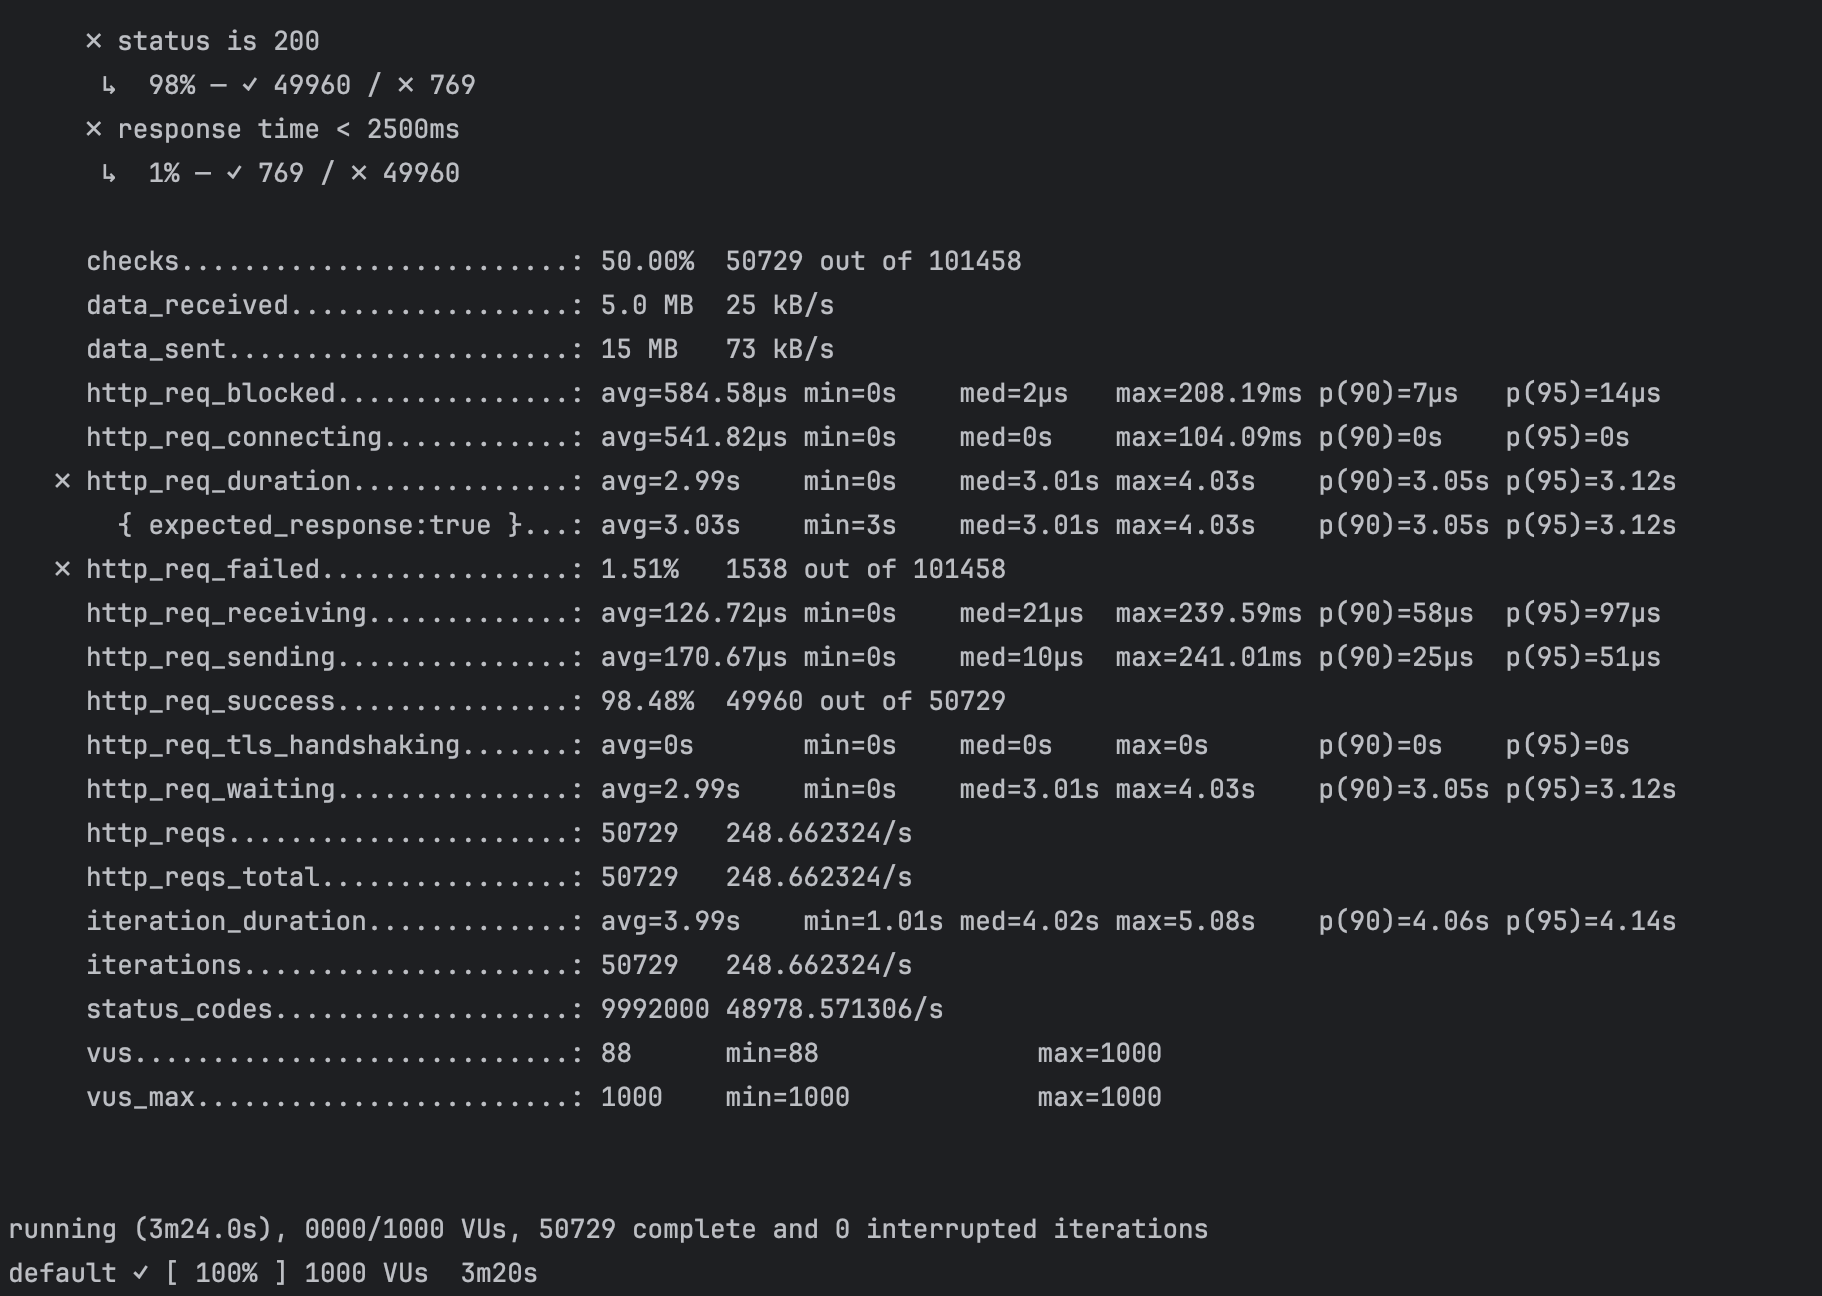 ✗ status is 200
↳  98% — ✓ 49960 / ✗ 769
✗ response time < 2500ms
↳  1% — ✓ 769 / ✗ 49960
checks.........................: 50.00%  50729 out of 101458
data_received..................: 5.0 MB  25 kB/s
data_sent......................: 15 MB   73 kB/s
http_req_blocked...............: avg=584.58µs min=0s    med=2µs   max=208.19ms p(90)=7µs   p(95)=14µs
http_req_connecting............: avg=541.82µs min=0s    med=0s    max=104.09ms p(90)=0s    p(95)=0s
✗ http_req_duration..............: avg=2.99s    min=0s    med=3.01s max=4.03s    p(90)=3.05s p(95)=3.12s
{ expected_response:true }...: avg=3.03s    min=3s    med=3.01s max=4.03s    p(90)=3.05s p(95)=3.12s
✗ http_req_failed................: 1.51%   1538 out of 101458
http_req_receiving.............: avg=126.72µs min=0s    med=21µs  max=239.59ms p(90)=58µs  p(95)=97µs
http_req_sending...............: avg=170.67µs min=0s    med=10µs  max=241.01ms p(90)=25µs  p(95)=51µs
http_req_success...............: 98.48%  49960 out of 50729
http_req_tls_handshaking.......: avg=0s       min=0s    med=0s    max=0s       p(90)=0s    p(95)=0s
http_req_waiting...............: avg=2.99s    min=0s    med=3.01s max=4.03s    p(90)=3.05s p(95)=3.12s
http_reqs......................: 50729   248.662324/s
http_reqs_total................: 50729   248.662324/s
iteration_duration.............: avg=3.99s    min=1.01s med=4.02s max=5.08s    p(90)=4.06s p(95)=4.14s
iterations.....................: 50729   248.662324/s
status_codes...................: 9992000 48978.571306/s
vus............................: 88      min=88              max=1000
vus_max........................: 1000    min=1000            max=1000
running (3m24.0s), 0000/1000 VUs, 50729 complete and 0 interrupted iterations
default ✓ [ 100% ] 1000 VUs  3m20s